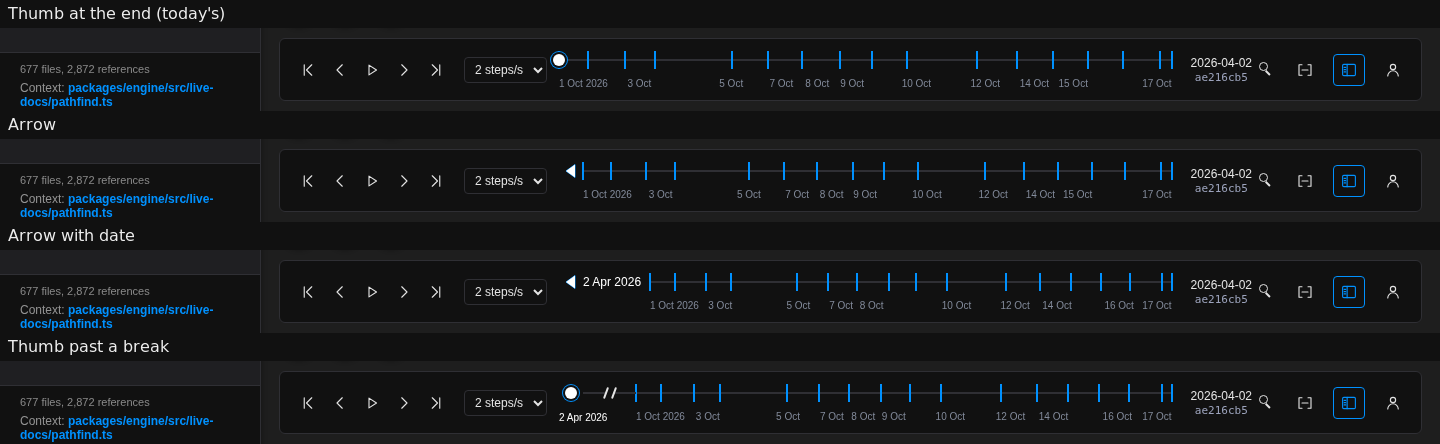 Thumb at the end (today's)
677 files, 2,872 references
Context: packages/engine/src/live-
docs/pathfind.ts
2 steps/s
1 Oct 2026 3 Oct 5 Oct 7 Oct 8 Oct 9 Oct 10 Oct 12 Oct 14 Oct 15 Oct 17 Oct
2026-04-02
ae216cb5
Arrow
677 files, 2,872 references
Context: packages/engine/src/live-
docs/pathfind.ts
2 steps/s
1 Oct 2026 3 Oct 5 Oct 7 Oct 8 Oct 9 Oct 10 Oct 12 Oct 14 Oct 15 Oct 17 Oct
2026-04-02
ae216cb5
Arrow with date
677 files, 2,872 references
Context: packages/engine/src/live-
docs/pathfind.ts
2 steps/s
2 Apr 2026
1 Oct 2026 3 Oct 5 Oct 7 Oct 8 Oct 10 Oct 12 Oct 14 Oct 16 Oct 17 Oct
2026-04-02
ae216cb5
Thumb past a break
677 files, 2,872 references
Context: packages/engine/src/live-
docs/pathfind.ts
2 steps/s
2 Apr 2026 1 Oct 2026 3 Oct 5 Oct 7 Oct 8 Oct 9 Oct 10 Oct 12 Oct 14 Oct 16 Oct 17 Oct
2026-04-02
ae216cb5